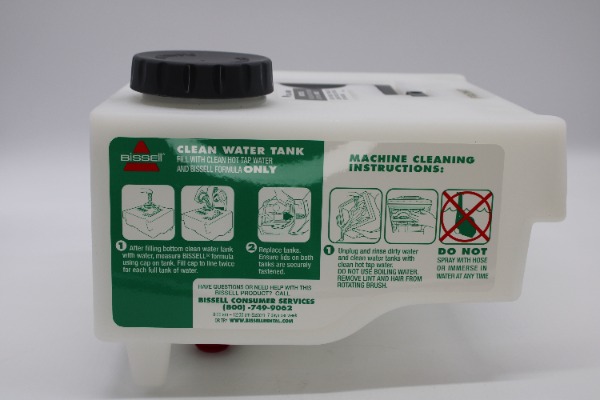 BISSELL
CLEAN WATER TANK
FILL WITH CLEAN HOT TAP WATER
AND BISSELL FORMULA ONLY
1 After filling bottom clean water tank
with water, measure BISSELL® formula
using cap on tank. Fill cap to line twice
for each full tank of water.
2 Replace tanks.
Ensure lids on both
tanks are securely
fastened.
HAVE QUESTIONS OR NEED HELP WITH THIS
BISSELL PRODUCT? CALL
BISSELL CONSUMER SERVICES
(800)-749-9062
WWW.BISSELLRENTAL.COM
MACHINE CLEANING
INSTRUCTIONS:
1 Unplug and rinse dirty water
and clean water tanks with
clean hot tap water.
DO NOT USE BOILING WATER.
REMOVE LINT AND HAIR FROM
ROTATING BRUSH.
DO NOT
SPRAY WITH HOSE
OR IMMERSE IN
WATER AT ANY TIME